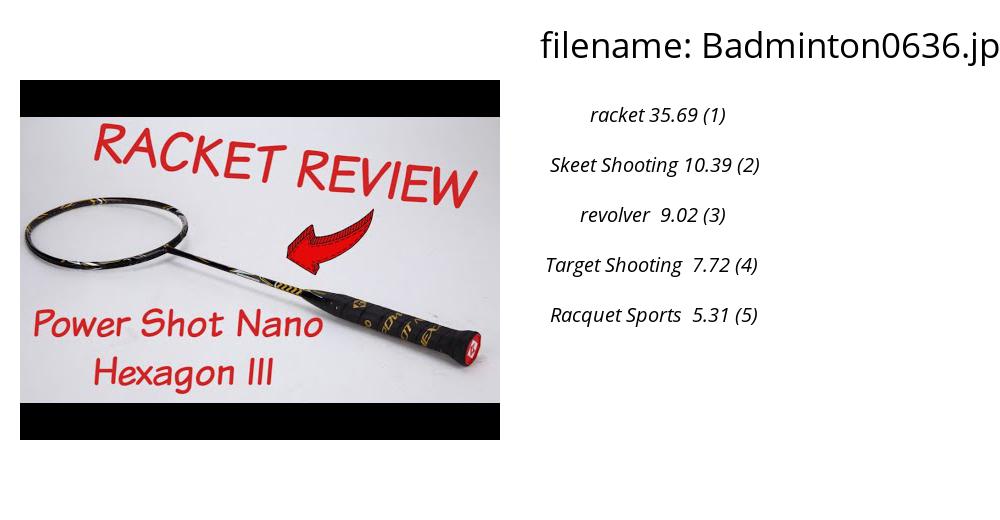 filename: Badminton0636.jp
RACKET REVIEW
Power Shot Nano
Hexagon III
racket 35.69 (1)
Skeet Shooting 10.39 (2)
revolver 9.02 (3)
Target Shooting 7.72 (4)
Racquet Sports 5.31 (5)